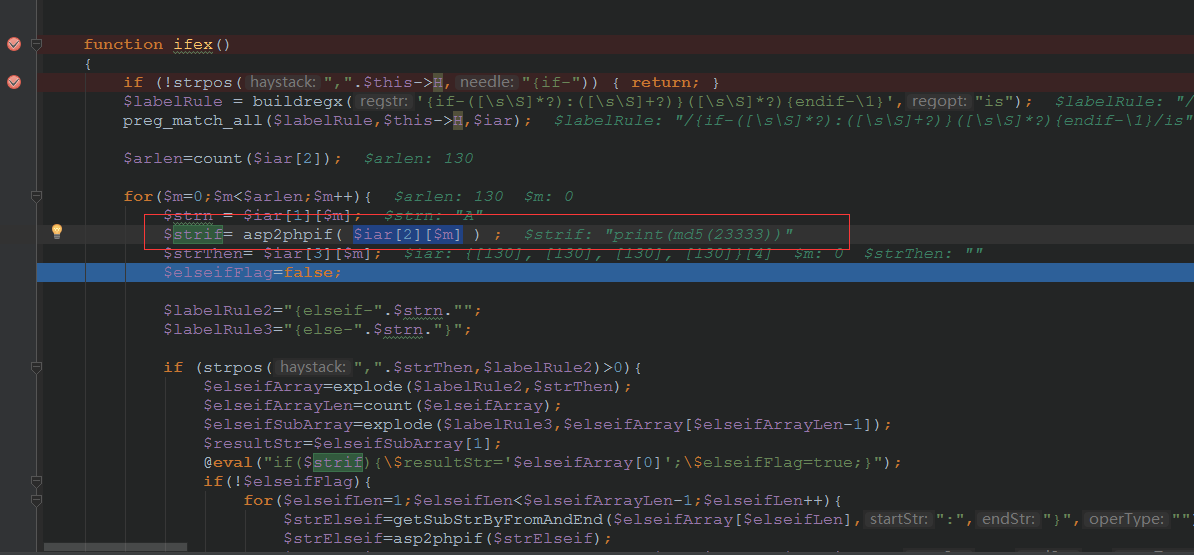 function ifex()
{
if (!strpos( haystack: ",".$this->H, needle: "{if-")) { return; }
$labelRule = buildregx( reqstr: '{if-([\s\S]*?):([\s\S]+?)}([\s\S]*?){endif-\1}', regopt: "is");  $labelRule: "/
preg_match_all($labelRule,$this->H,$iar);  $labelRule: "/{if-([\s\S]*?):([\s\S]+?)}([\s\S]*?){endif-\1}/is"
$arlen=count($iar[2]);  $arlen: 130
for($m=0;$m<$arlen;$m++){  $arlen: 130  $m: 0
$strn = $iar[1][$m];  $strn: "A"
$strif= asp2phpif( $iar[2][$m] ) ;  $strif: "print(md5(23333))"
$strThen= $iar[3][$m];  $iar: {[130], [130], [130], [130]}[4]  $m: 0  $strThen: ""
$elseifFlag=false;
$labelRule2="{elseif-".$strn."";
$labelRule3="{else-".$strn."}";
if (strpos( haystack: ",".$strThen,$labelRule2)>0){
$elseifArray=explode($labelRule2,$strThen);
$elseifArrayLen=count($elseifArray);
$elseifSubArray=explode($labelRule3,$elseifArray[$elseifArrayLen-1]);
$resultStr=$elseifSubArray[1];
@eval("if($strif){\$resultStr='$elseifArray[0]';\$elseifFlag=true;}");
if(!$elseifFlag){
for($elseifLen=1;$elseifLen<$elseifArrayLen-1;$elseifLen++){
$strElseif=getSubStrByFromAndEnd($elseifArray[$elseifLen], startStr: ":", endStr: "}", operType: ""
$strElseif=asp2phpif($strElseif);